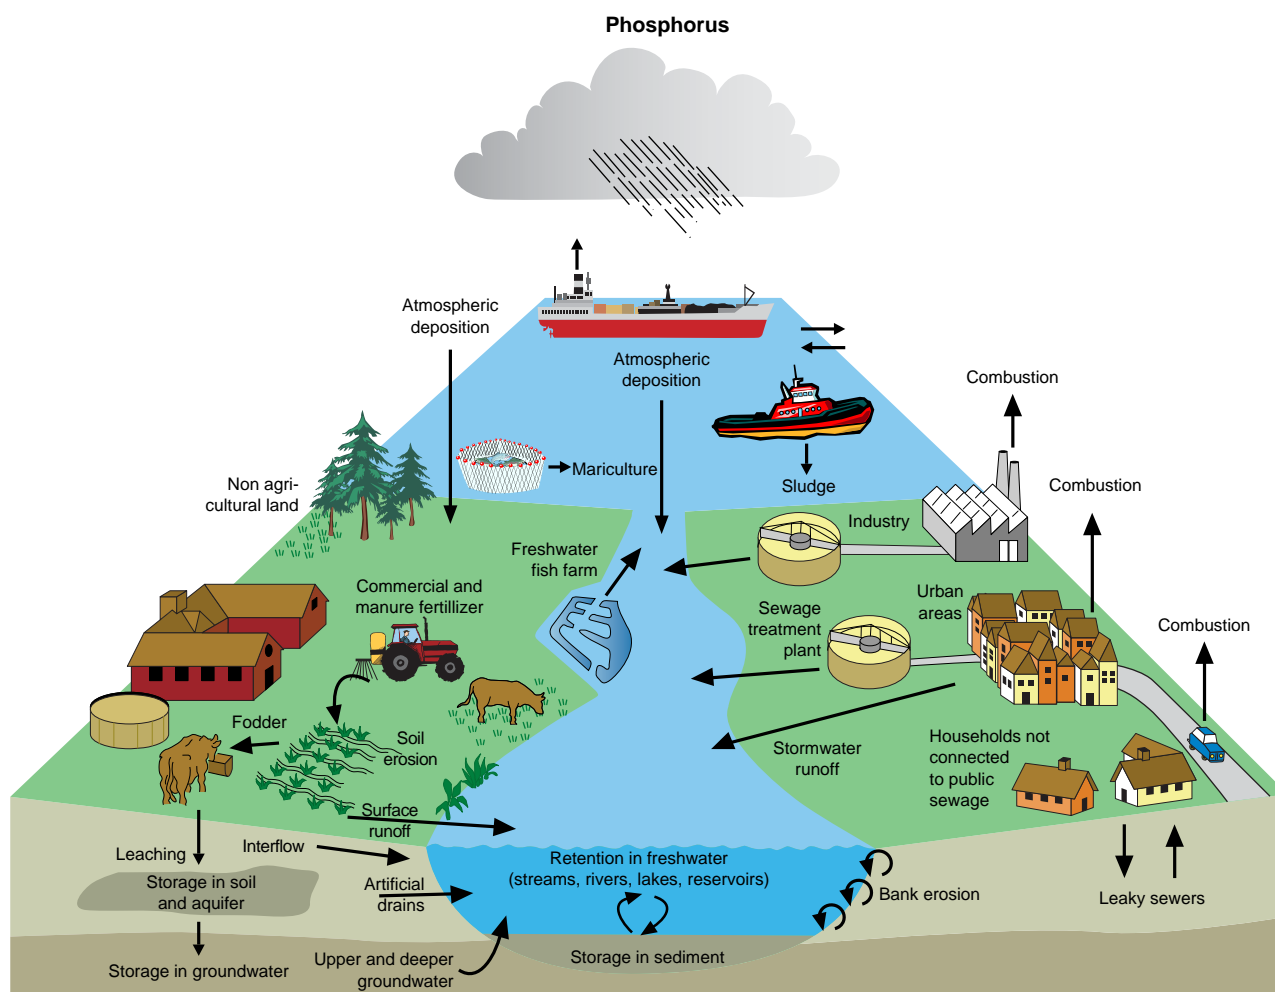 Phosphorus
Atmospheric
deposition
Atmospheric
deposition
Combustion
Non agri-
cultural land
Mariculture
Sludge
Combustion
Industry
Freshwater
fish farm
Commercial and
manure fertillizer
Sewage
treatment
plant
Urban
areas
Combustion
Fodder
Soil
erosion
Stormwater
runoff
Households not
connected
to public
sewage
Surface
runoff
Leaching
Interflow
Retention in freshwater
(streams, rivers, lakes, reservoirs)
Storage in soil
and aquifer
Artificial
drains
Bank erosion
Leaky sewers
Storage in groundwater
Upper and deeper
groundwater
Storage in sediment